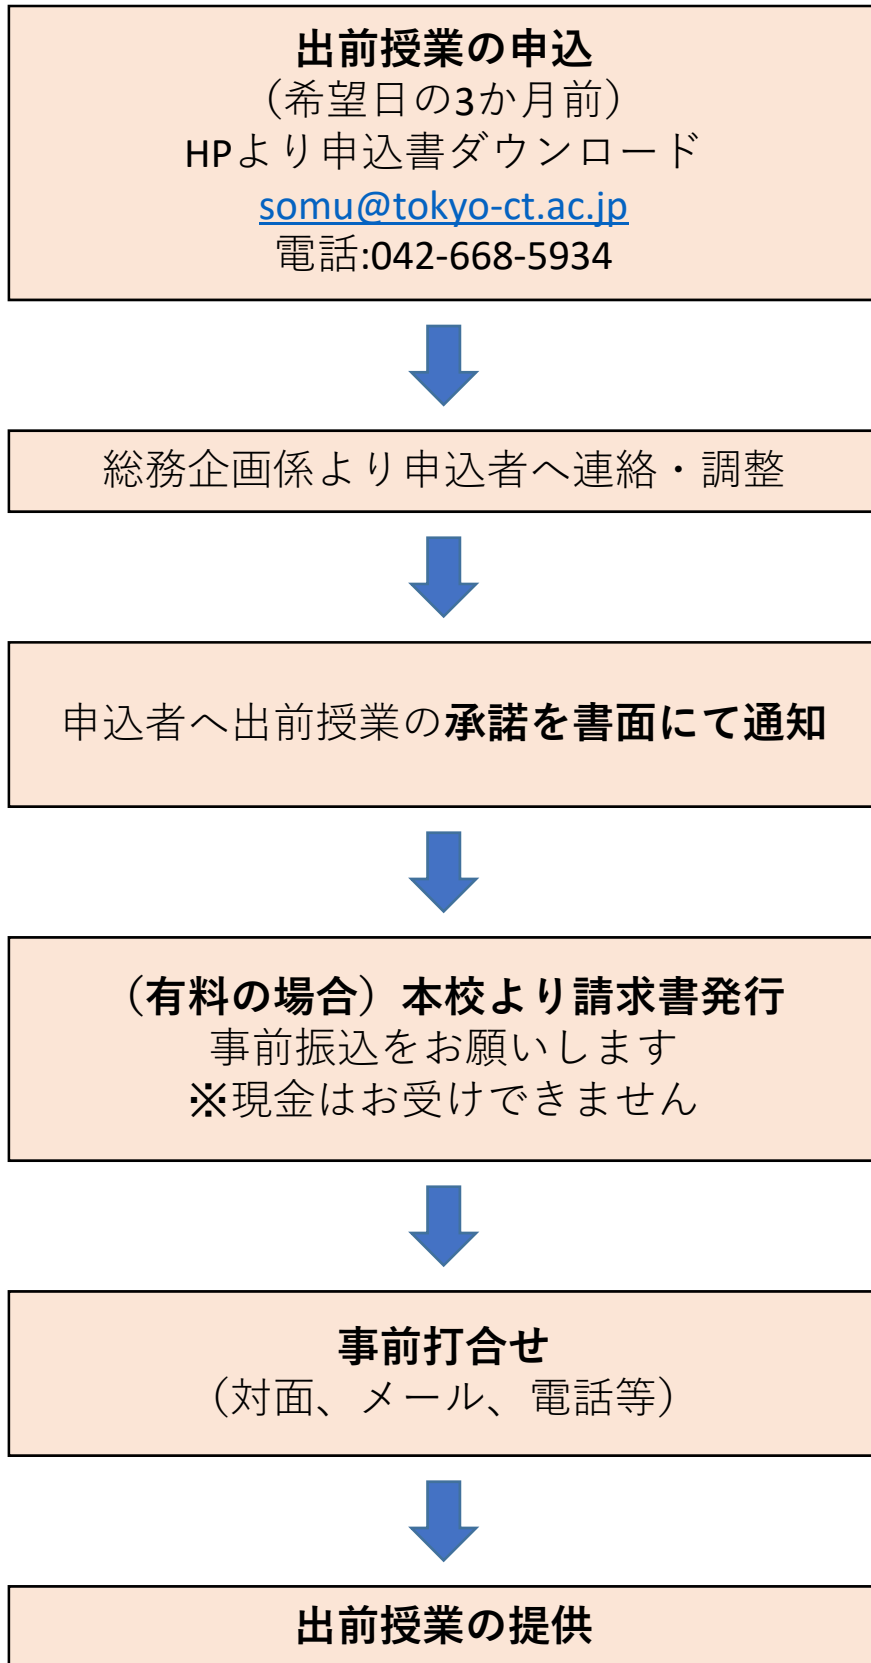 出前授業の申込
（希望日の3か月前）
HPより申込書ダウンロード
somu@tokyo-ct.ac.jp
電話:042-668-5934
総務企画係より申込者へ連絡・調整
申込者へ出前授業の承諾を書面にて通知
（有料の場合）本校より請求書発行
事前振込をお願いします
※現金はお受けできません
事前打合せ
（対面、メール、電話等）
出前授業の提供